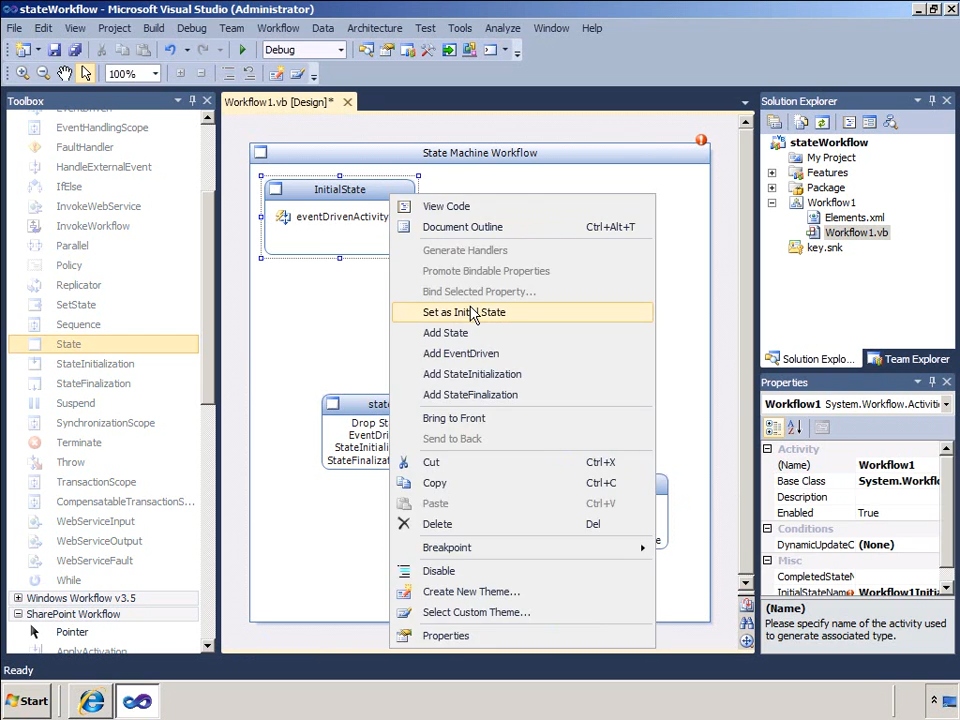 stateWorkflow - Microsoft Visual Studio (Administrator)
File Edit View Project Build Debug Team Workflow Data Architecture Test Tools Analyze Window Help
Debug
100%
Toolbox
Workflow1.vb [Design]*
Solution Explorer
EventHandlingScope
FaultHandler
HandleExternalEvent
IfElse
InvokeWebService
InvokeWorkflow
Parallel
Policy
Replicator
SetState
Sequence
State
StateInitialization
StateFinalization
Suspend
SynchronizationScope
Terminate
Throw
TransactionScope
CompensatableTransactionS...
WebServiceInput
WebServiceOutput
WebServiceFault
While
Windows Workflow v3.5
SharePoint Workflow
Pointer
ApplyActivation
State Machine Workflow
InitialState
eventDrivenActivity
state
Drop St
EventDri
StateInitiali
StateFinaliza
e
View Code
Document Outline Ctrl+Alt+T
Generate Handlers
Promote Bindable Properties
Bind Selected Property...
Set as Initial State
Add State
Add EventDriven
Add StateInitialization
Add StateFinalization
Bring to Front
Send to Back
Cut Ctrl+X
Copy Ctrl+C
Paste Ctrl+V
Delete Del
Breakpoint
Disable
Create New Theme...
Select Custom Theme...
Properties
stateWorkflow
My Project
Features
Package
Workflow1
Elements.xml
Workflow1.vb
key.snk
Solution Explo... Team Explorer
Properties
Workflow1 System.Workflow.Activiti
Activity
(Name) Workflow1
Base Class System.Workfl
Description
Enabled True
Conditions
DynamicUpdateC (None)
Misc
CompletedStateN
InitialStateName Workflow1Initia
(Name)
Please specify name of the activity used
to generate associated type.
Ready
Start